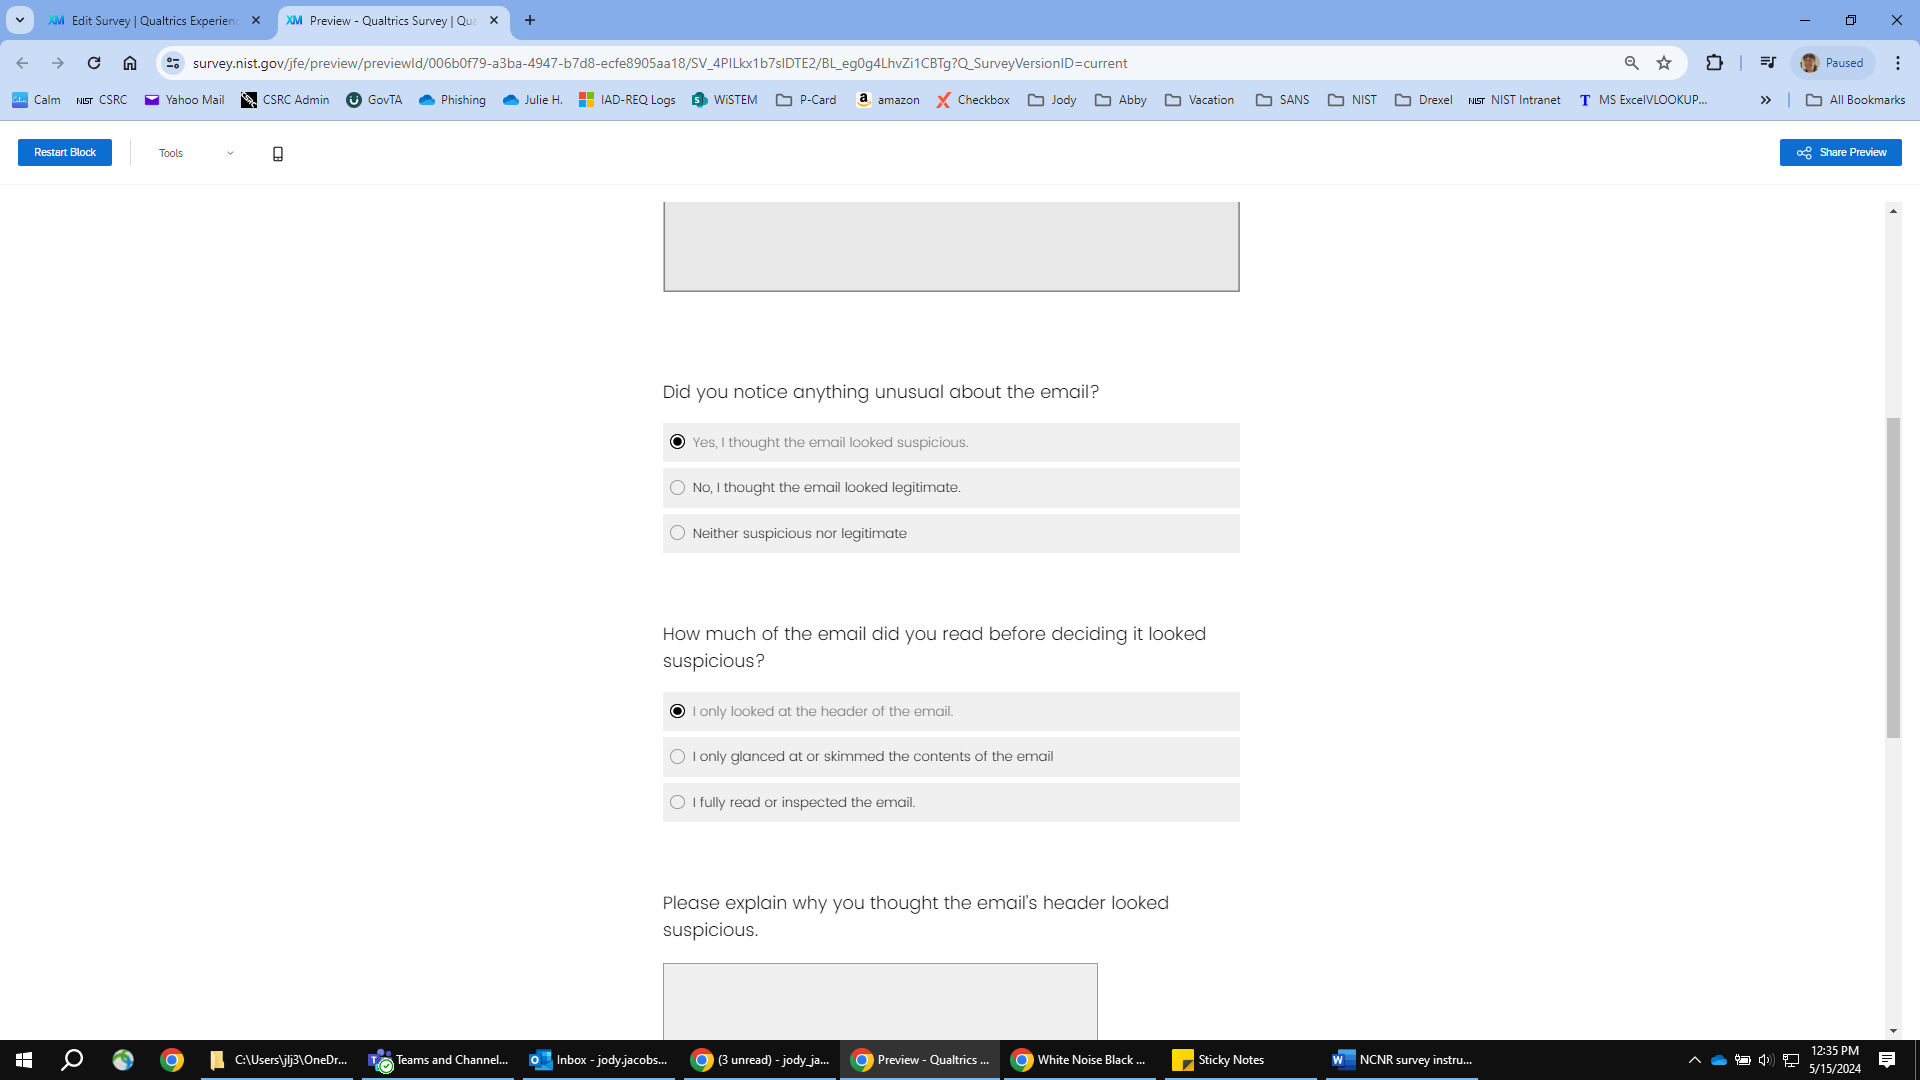 Edit Survey | Qualtrics Experienc
Preview - Qualtrics Survey | Qua
survey.nist.gov/jfe/preview/previewId/006b0f79-a3ba-4947-b7d8-ecfe8905aa18/SV_4PILkx1b7sIDTE2/BL_eg0g4LhvZi1CBTg?Q_SurveyVersionID=current
Paused
Calm
NIST CSRC
Yahoo Mail
CSRC Admin
GovTA
Phishing
Julie H.
IAD-REQ Logs
WiSTEM
P-Card
amazon
Checkbox
Jody
Abby
Vacation
SANS
NIST
Drexel
NIST NIST Intranet
T MS ExcelVLOOKUP...
All Bookmarks
Restart Block
Tools
Share Preview
Did you notice anything unusual about the email?
Yes, I thought the email looked suspicious.
No, I thought the email looked legitimate.
Neither suspicious nor legitimate
How much of the email did you read before deciding it looked
suspicious?
I only looked at the header of the email.
I only glanced at or skimmed the contents of the email
I fully read or inspected the email.
Please explain why you thought the email's header looked
suspicious.
C:\Users\jlj3\OneDr...
Teams and Channel...
Inbox - jody.jacobs...
(3 unread) - jody_ja...
Preview - Qualtrics ...
White Noise Black ...
Sticky Notes
NCNR survey instru...
12:35 PM
5/15/2024